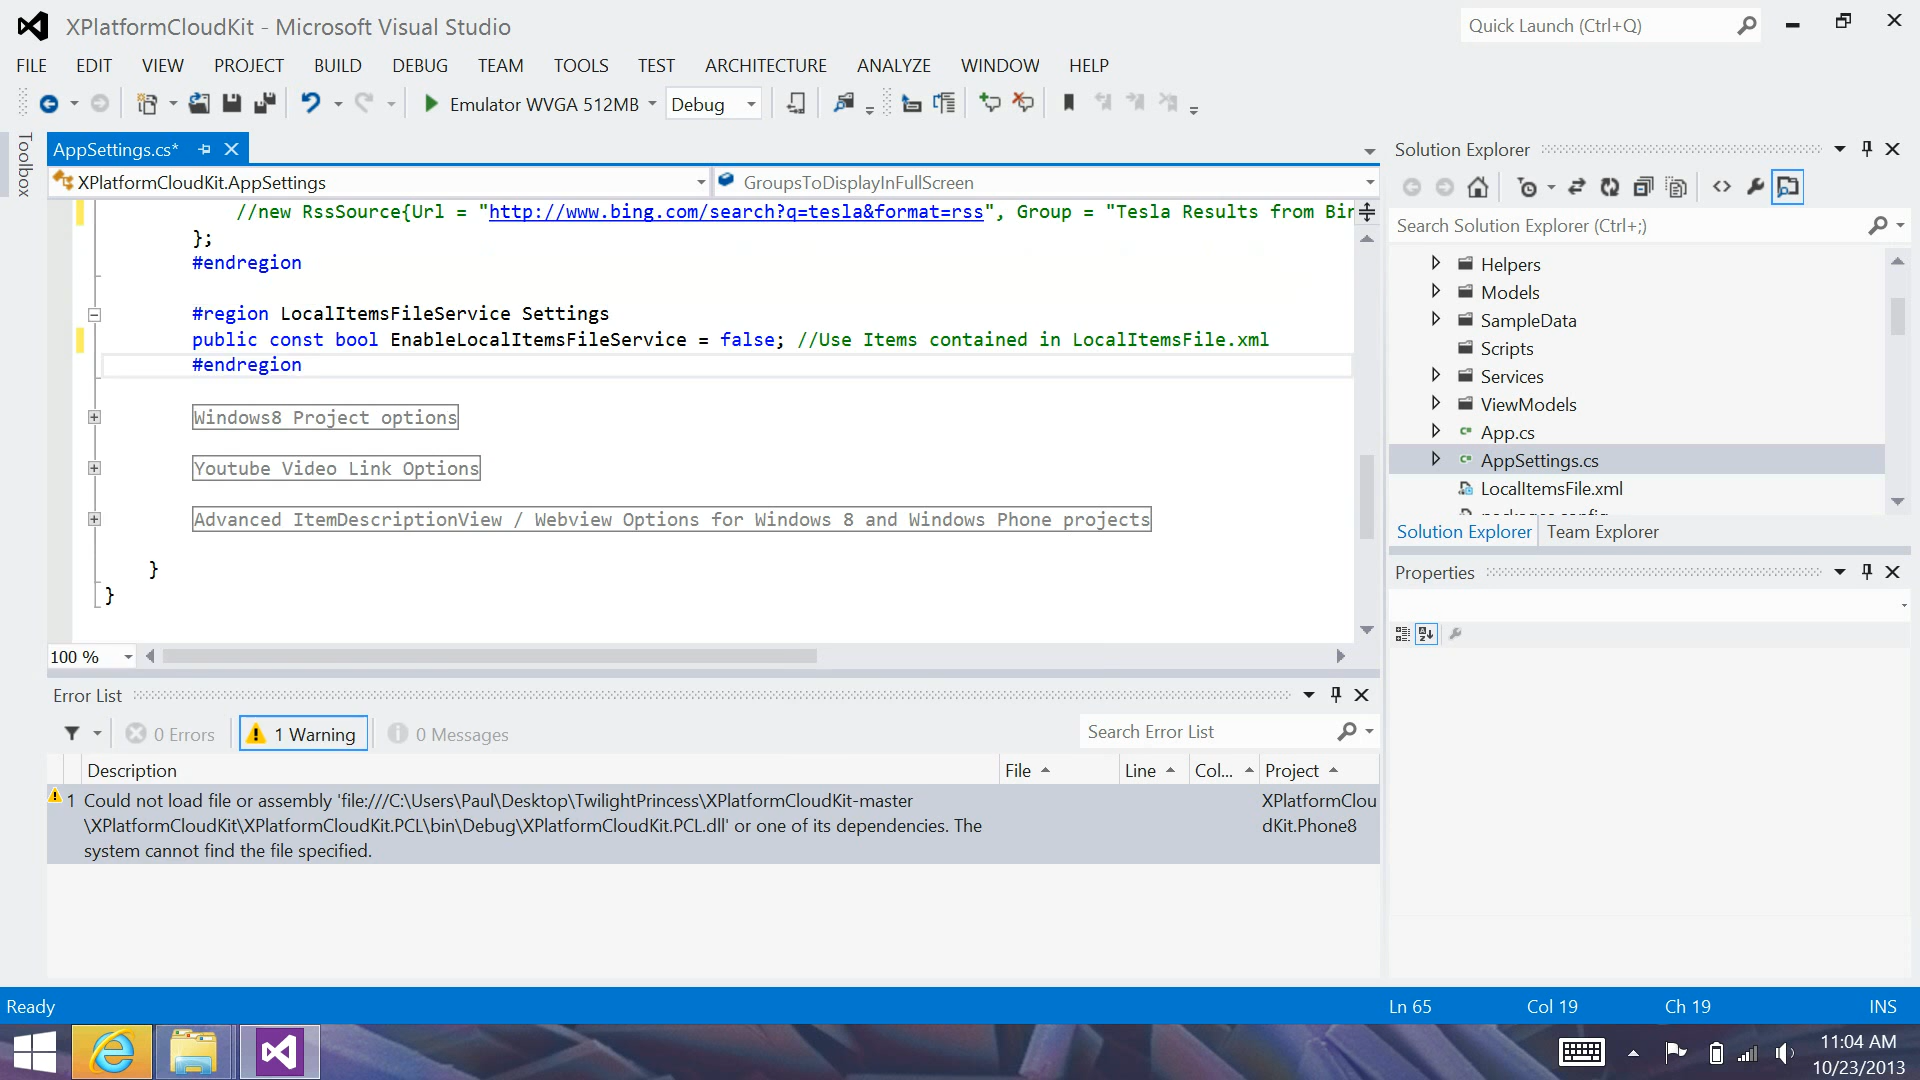 XPlatformCloudKit - Microsoft Visual Studio
Quick Launch (Ctrl+Q)
FILE EDIT VIEW PROJECT BUILD DEBUG TEAM TOOLS TEST ARCHITECTURE ANALYZE WINDOW HELP
Emulator WVGA 512MB Debug
Toolbox
AppSettings.cs*
XPlatformCloudKit.AppSettings
GroupsToDisplayInFullScreen
//new RssSource{Url = "http://www.bing.com/search?q=tesla&format=rss", Group = "Tesla Results from Bin
};
#endregion
#region LocalItemsFileService Settings
public const bool EnableLocalItemsFileService = false; //Use Items contained in LocalItemsFile.xml
#endregion
Windows8 Project options
Youtube Video Link Options
Advanced ItemDescriptionView / Webview Options for Windows 8 and Windows Phone projects
}
}
100 %
Solution Explorer
Search Solution Explorer (Ctrl+;)
Helpers
Models
SampleData
Scripts
Services
ViewModels
App.cs
AppSettings.cs
LocalItemsFile.xml
Solution Explorer Team Explorer
Properties
Error List
0 Errors 1 Warning 0 Messages
Search Error List
Description File Line Col... Project
1 Could not load file or assembly 'file:///C:\Users\Paul\Desktop\TwilightPrincess\XPlatformCloudKit-master
\XPlatformCloudKit\XPlatformCloudKit.PCL\bin\Debug\XPlatformCloudKit.PCL.dll' or one of its dependencies. The
system cannot find the file specified.
XPlatformClou
dKit.Phone8
Ready Ln 65 Col 19 Ch 19 INS
11:04 AM
10/23/2013